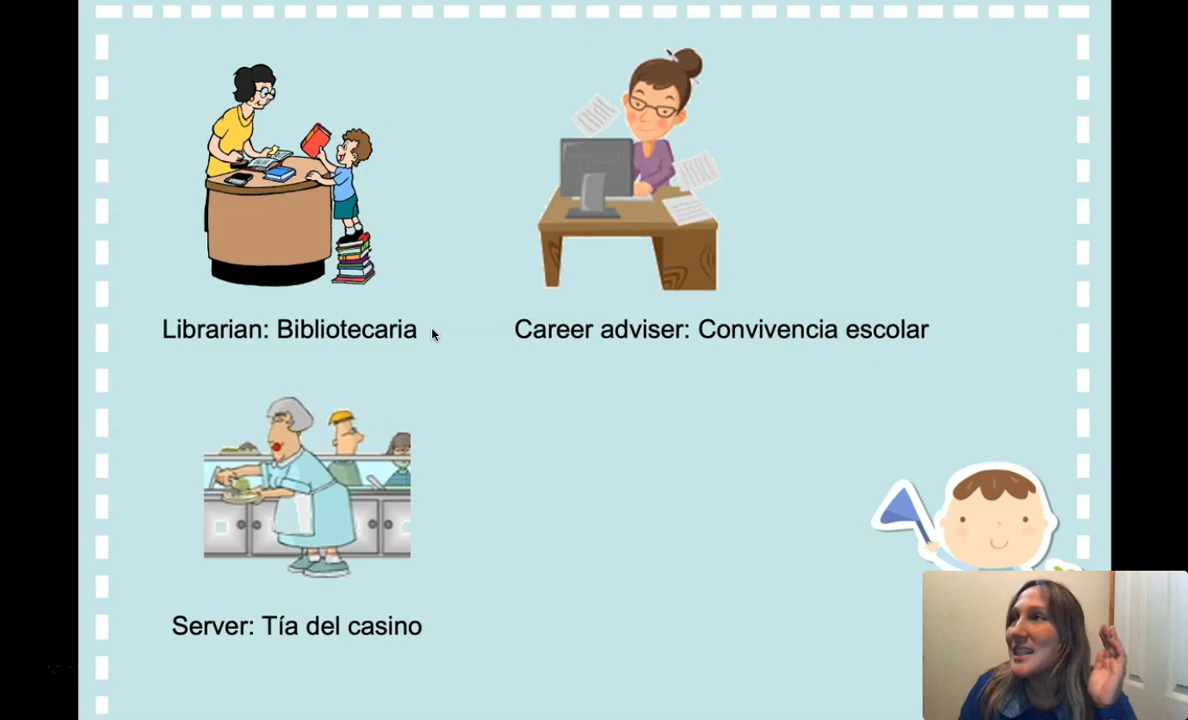 Librarian: Bibliotecaria
Career adviser: Convivencia escolar
Server: Tía del casino